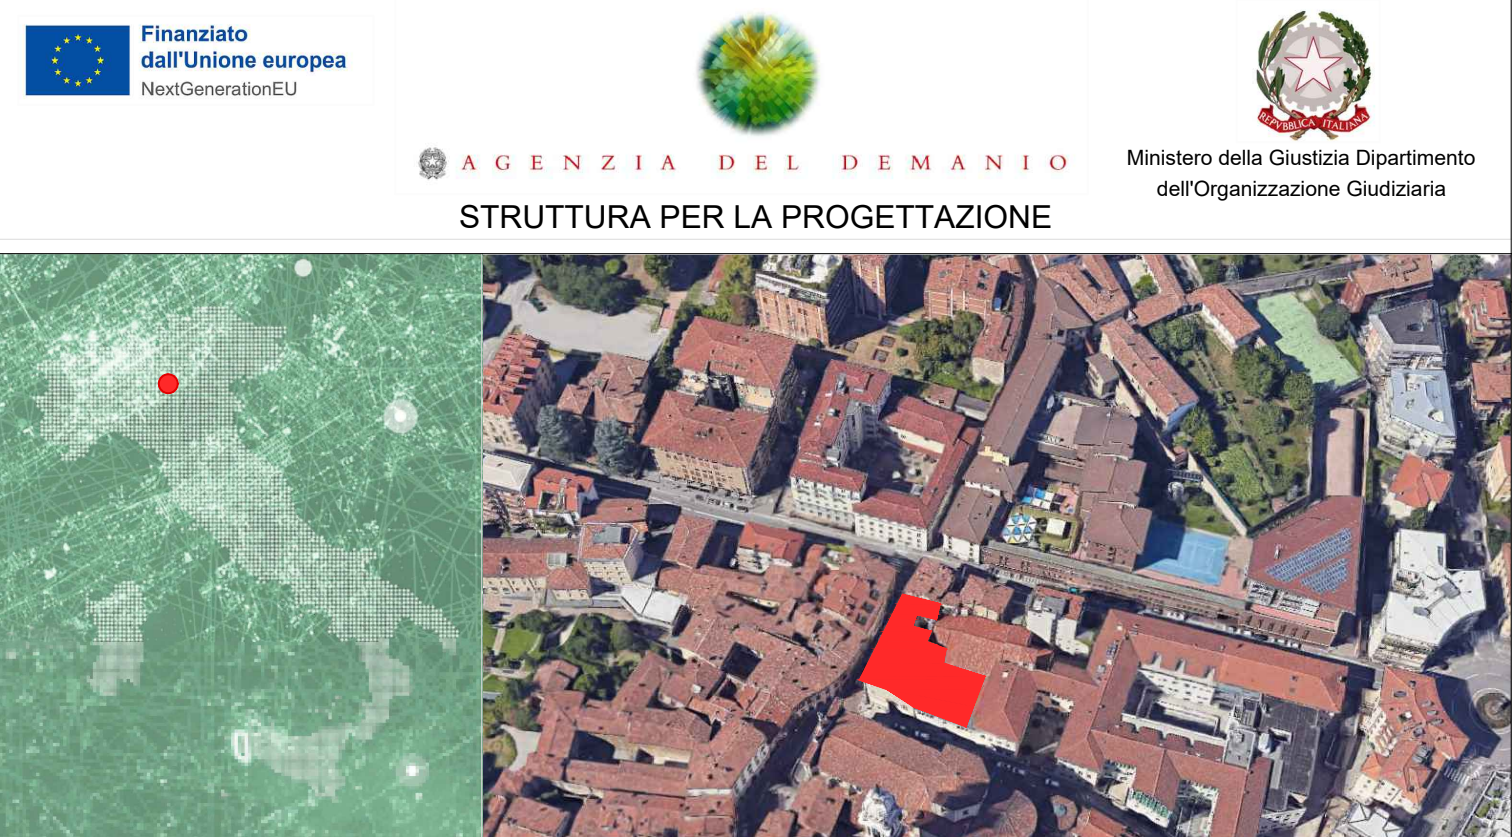 Finanziato
dall'Unione europea
NextGenerationEU
AGENZIA DEL DEMANIO
REPVBBLICA ITALIANA
Ministero della Giustizia Dipartimento
dell'Organizzazione Giudiziaria
STRUTTURA PER LA PROGETTAZIONE